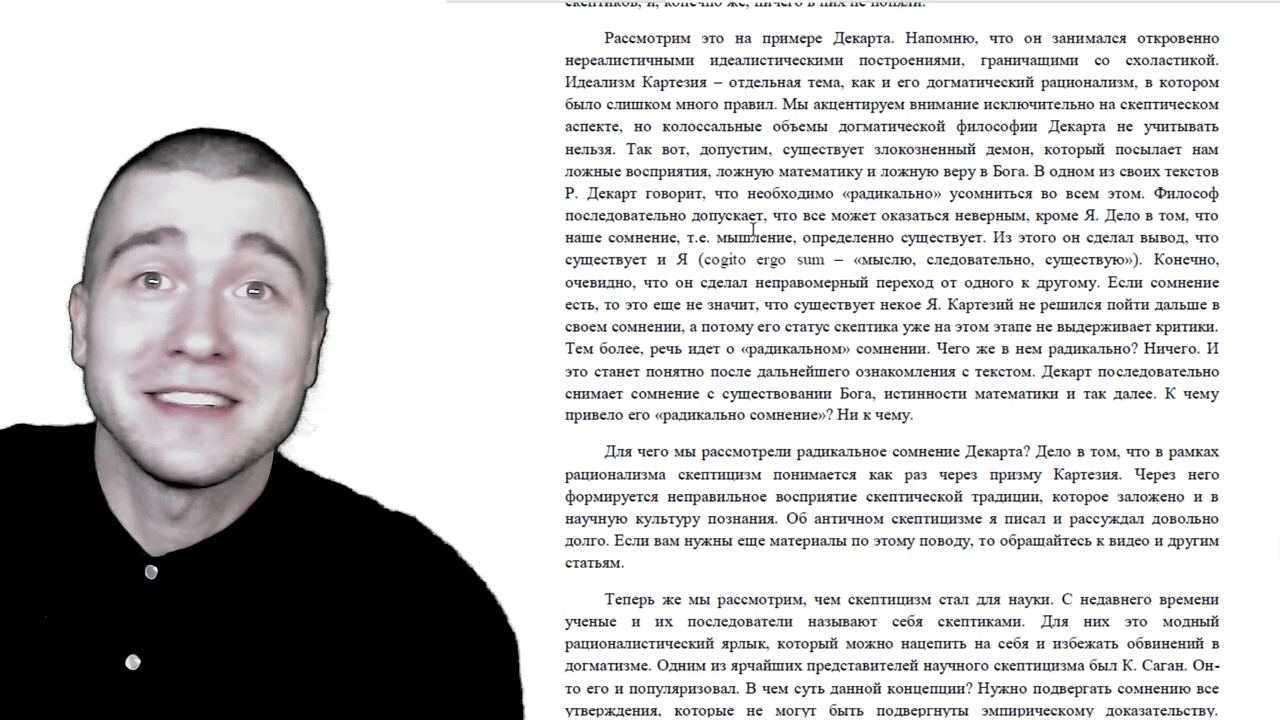 скептиков, и, конечно же, ничего в них не поняли.
Рассмотрим это на примере Декарта. Напомню, что он занимался откровенно
нереалистичными идеалистическими построениями, граничащими со схоластикой.
Идеализм Картезия – отдельная тема, как и его догматический рационализм, в котором
было слишком много правил. Мы акцентируем внимание исключительно на скептическом
аспекте, но колоссальные объемы догматической философии Декарта не учитывать
нельзя. Так вот, допустим, существует злокозненный демон, который посылает нам
ложные восприятия, ложную математику и ложную веру в Бога. В одном из своих текстов
Р. Декарт говорит, что необходимо «радикально» усомниться во всем этом. Философ
последовательно допускает, что все может оказаться неверным, кроме Я. Дело в том, что
наше сомнение, т.е. мышление, определенно существует. Из этого он сделал вывод, что
существует и Я (cogito ergo sum – «мыслю, следовательно, существую»). Конечно,
очевидно, что он сделал неправомерный переход от одного к другому. Если сомнение
есть, то это еще не значит, что существует некое Я. Картезий не решился пойти дальше в
своем сомнении, а потому его статус скептика уже на этом этапе не выдерживает критики.
Тем более, речь идет о «радикальном» сомнении. Чего же в нем радикально? Ничего. И
это станет понятно после дальнейшего ознакомления с текстом. Декарт последовательно
снимает сомнение с существовании Бога, истинности математики и так далее. К чему
привело его «радикально сомнение»? Ни к чему.
Для чего мы рассмотрели радикальное сомнение Декарта? Дело в том, что в рамках
рационализма скептицизм понимается как раз через призму Картезия. Через него
формируется неправильное восприятие скептической традиции, которое заложено и в
научную культуру познания. Об античном скептицизме я писал и рассуждал довольно
долго. Если вам нужны еще материалы по этому поводу, то обращайтесь к видео и другим
статьям.
Теперь же мы рассмотрим, чем скептицизм стал для науки. С недавнего времени
ученые и их последователи называют себя скептиками. Для них это модный
рационалистический ярлык, который можно нацепить на себя и избежать обвинений в
догматизме. Одним из ярчайших представителей научного скептицизма был К. Саган. Он-
то его и популяризовал. В чем суть данной концепции? Нужно подвергать сомнению все
утверждения, которые не могут быть подвергнуты эмпирическому доказательству.